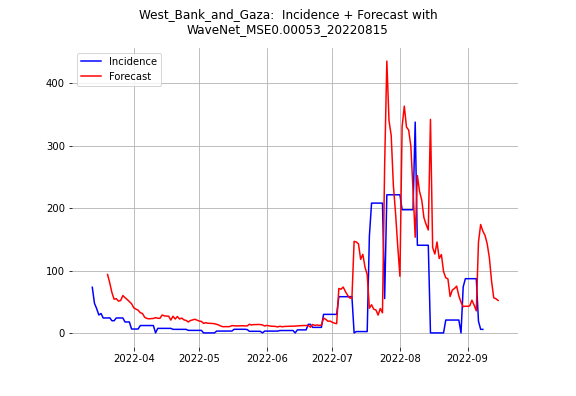 West_Bank_and_Gaza:  Incidence + Forecast with
WaveNet_MSE0.00053_20220815
Incidence
Forecast
400
300
200
100
0
2022-04
2022-05
2022-06
2022-07
2022-08
2022-09